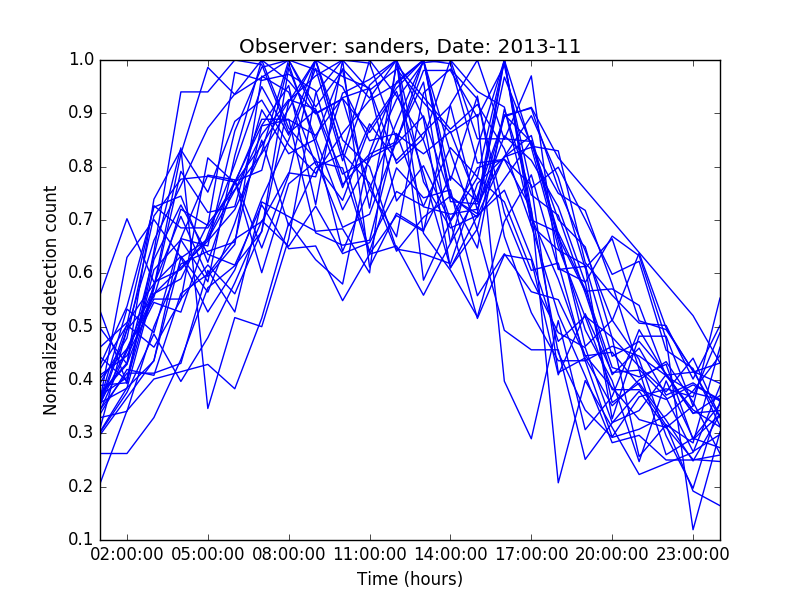 Observer: sanders, Date: 2013-11
1.0
0.9
0.8
0.7
0.6
0.5
0.4
0.3
0.2
0.1
Normalized detection count
02:00:00 05:00:00 08:00:00 11:00:00 14:00:00 17:00:00 20:00:00 23:00:00
Time (hours)